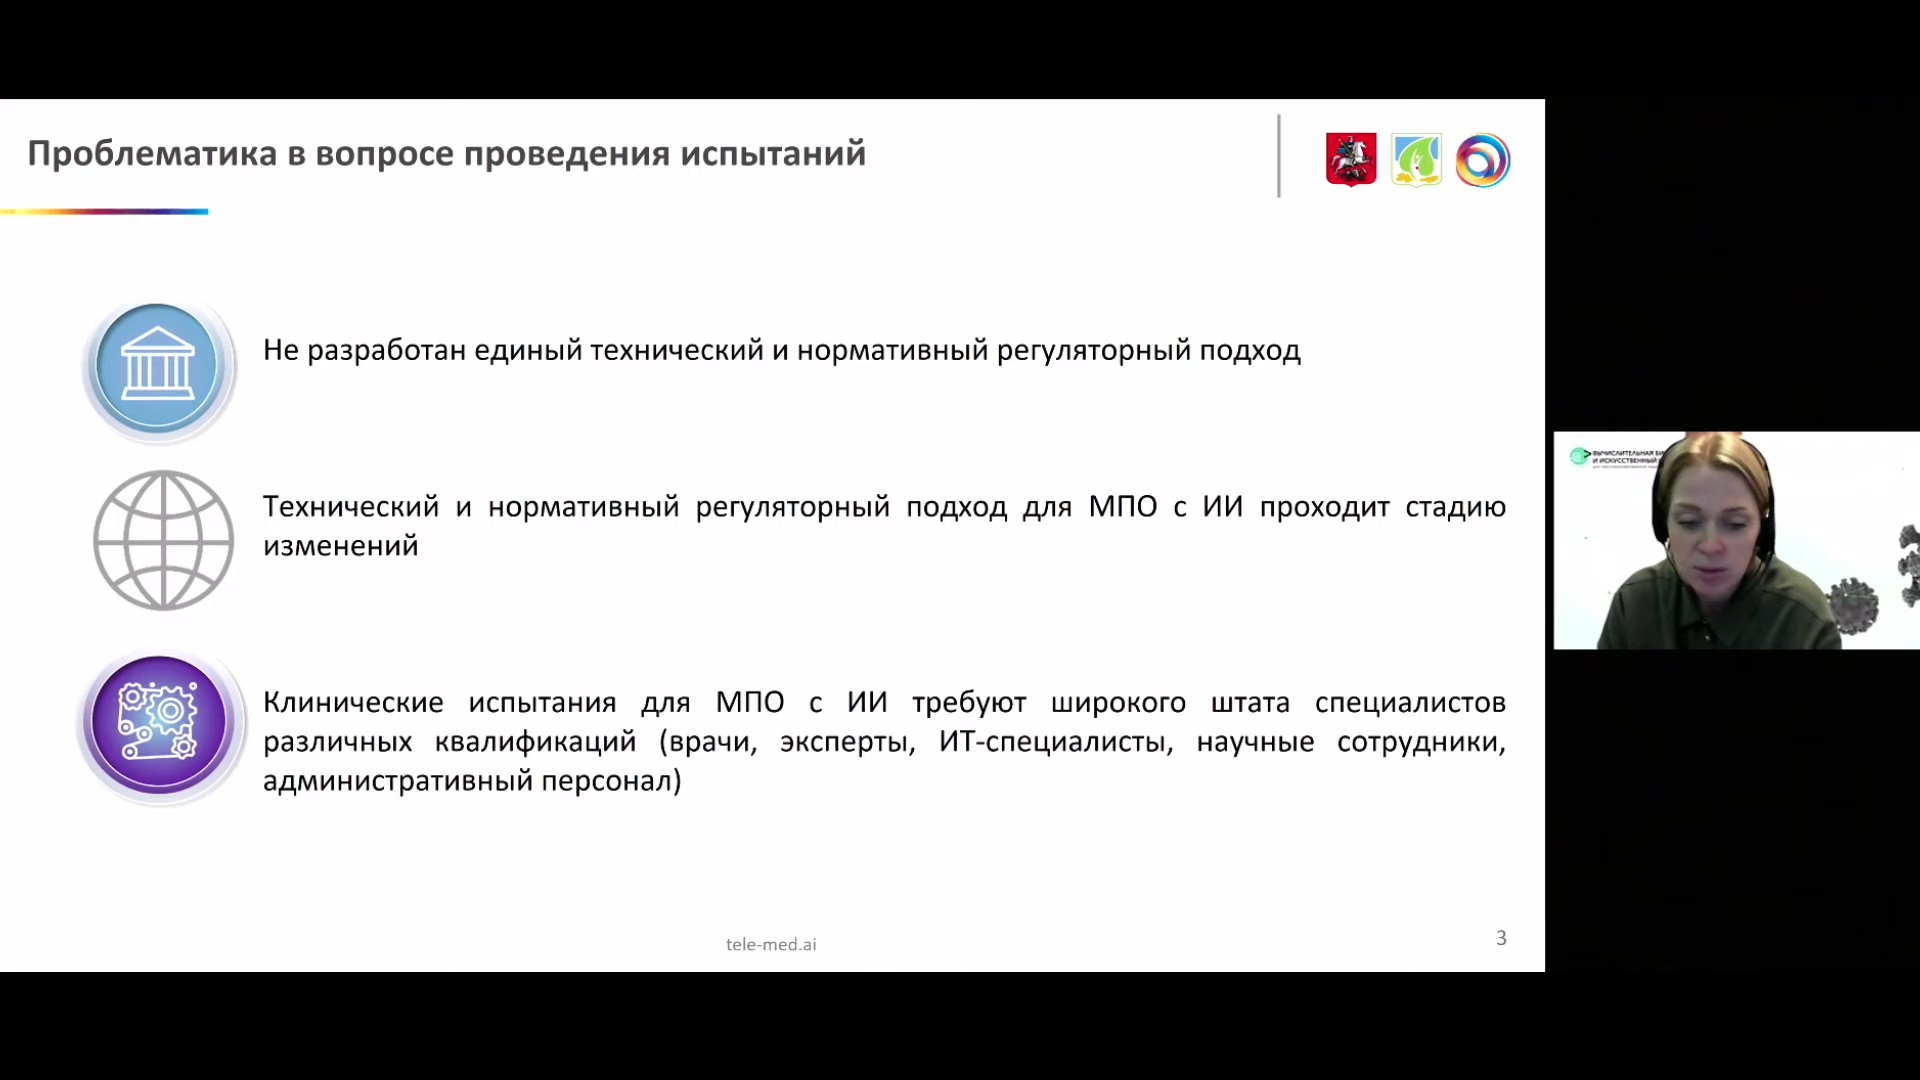 Проблематика в вопросе проведения испытаний
Не разработан единый технический и нормативный регуляторный подход
Технический и нормативный регуляторный подход для МПО с ИИ проходит стадию
изменений
Клинические испытания для МПО с ИИ требуют широкого штата специалистов
различных квалификаций (врачи, эксперты, ИТ-специалисты, научные сотрудники,
административный персонал)
tele-med.ai
3
ВЫЧИСЛИТЕЛЬНАЯ
И ИСКУССТВЕННЫЙ